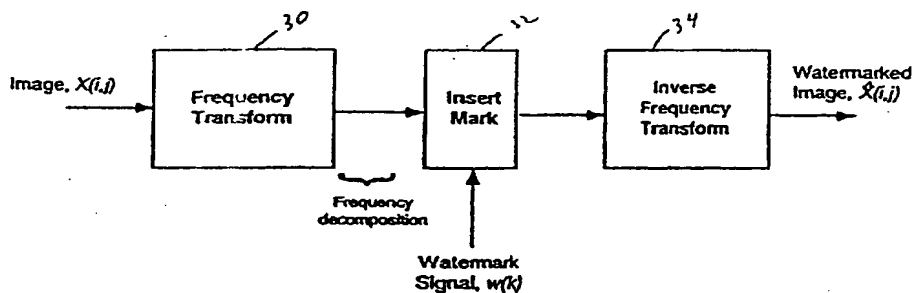 30
32
34
Image, X(i,j)
Frequency
Transform
Insert
Mark
Inverse
Frequency
Transform
Watermarked
Image, X̂(i,j)
Frequency
decomposition
Watermark
Signal, w(k)